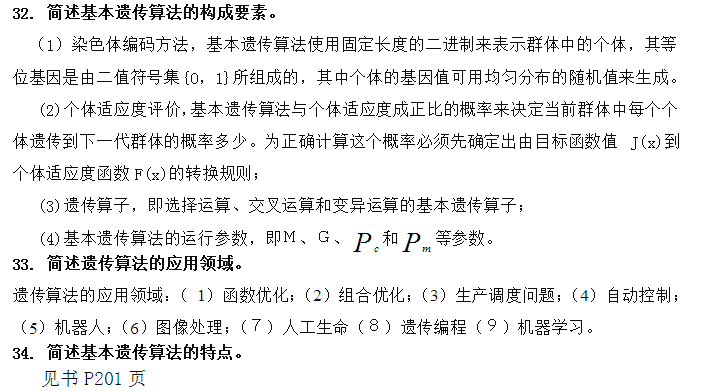 32. 简述基本遗传算法的构成要素。
(1)染色体编码方法，基本遗传算法使用固定长度的二进制来表示群体中的个体，其等
位基因是由二值符号集{0，1}所组成的，其中个体的基因值可用均匀分布的随机值来生成。
(2)个体适应度评价，基本遗传算法与个体适应度成正比的概率来决定当前群体中每个个
体遗传到下一代群体的概率多少。为正确计算这个概率必须先确定出由目标函数值 J(x)到
个体适应度函数F(x)的转换规则；
(3)遗传算子，即选择运算、交叉运算和变异运算的基本遗传算子；
(4)基本遗传算法的运行参数，即M、G、Pc和Pm等参数。
33. 简述遗传算法的应用领域。
遗传算法的应用领域：( 1)函数优化；(2)组合优化；(3)生产调度问题；(4)自动控制；
(5)机器人；(6)图像处理；(7)人工生命(8)遗传编程(9)机器学习。
34. 简述基本遗传算法的特点。
见书P201页